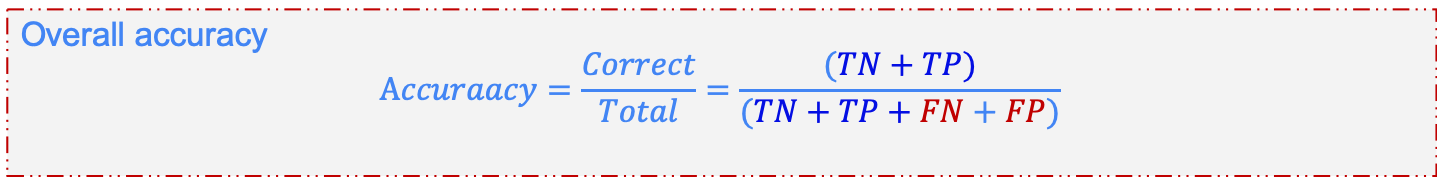 Overall accuracy
Accuraacy = Correct / Total = (TN + TP) / (TN + TP + FN + FP)